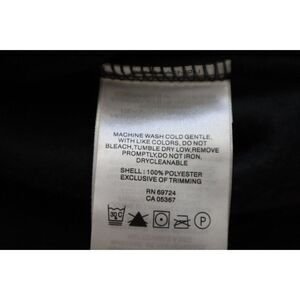 MACHINE WASH COLD GENTLE,
WITH LIKE COLORS, DO NOT
BLEACH,TUMBLE DRY LOW,REMOVE
PROMPTLY,DO NOT IRON,
DRYCLEANABLE
SHELL : 100% POLYESTER
EXCLUSIVE OF TRIMMING
RN 69724
CA 05367
30 C
P